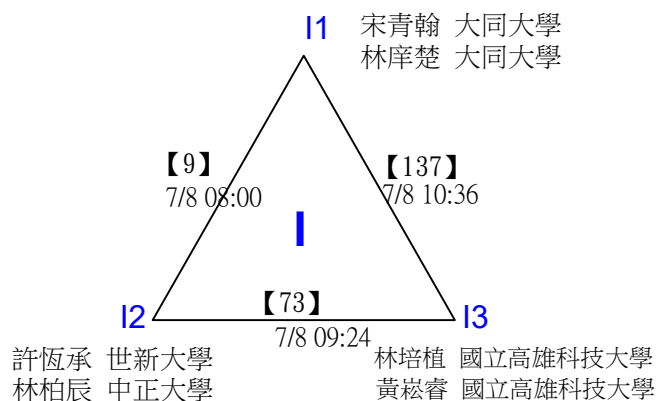 I1
宋青翰 大同大學
林庠楚 大同大學
【9】
7/8 08:00
【137】
7/8 10:36
I
I2
【73】
7/8 09:24
I3
許恆承 世新大學
林柏辰 中正大學
林培植 國立高雄科技大學
黃崧睿 國立高雄科技大學